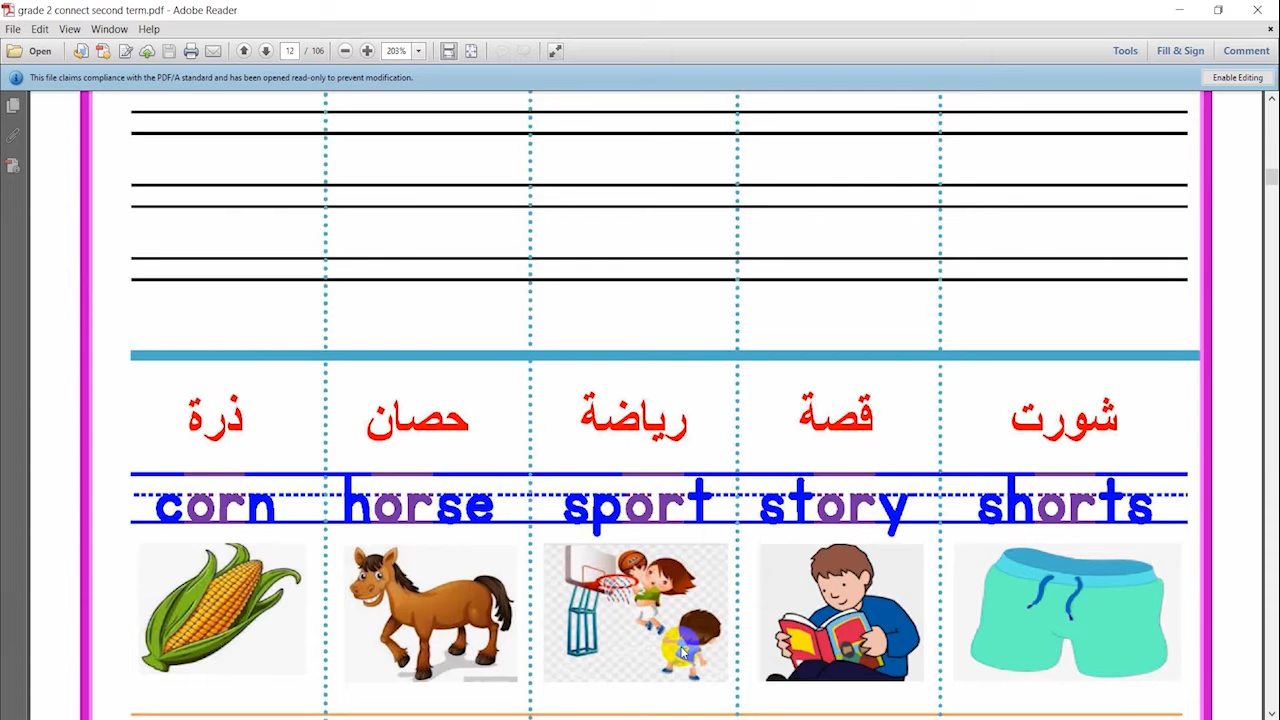 grade 2 connect second term.pdf - Adobe Reader
File Edit View Window Help
Open 12 / 106 203% Tools Fill & Sign Comment
This file claims compliance with the PDF/A standard and has been opened read-only to prevent modification. Enable Editing
ذرة حصان رياضة قصة شورت
corn horse sport story shorts